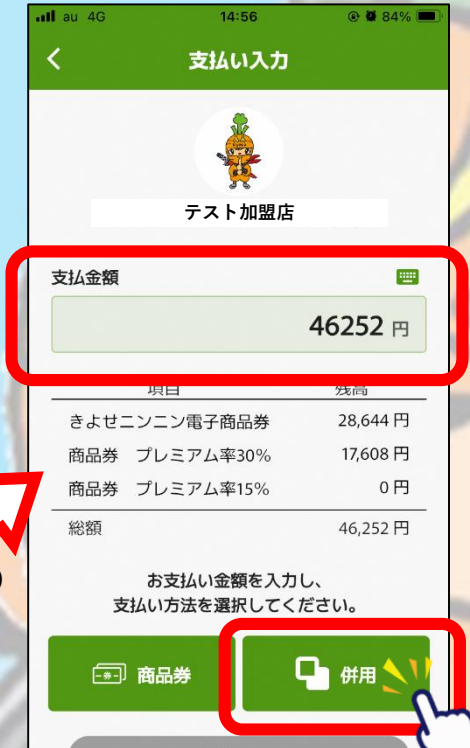 au 4G 14:56 84%
支払い入力
テスト加盟店
支払金額
46252 円
項目 残高
きよせニンニン電子商品券 28,644 円
商品券 プレミアム率30% 17,608 円
商品券 プレミアム率15% 0 円
総額 46,252 円
お支払い金額を入力し、
支払い方法を選択してください。
商品券 併用